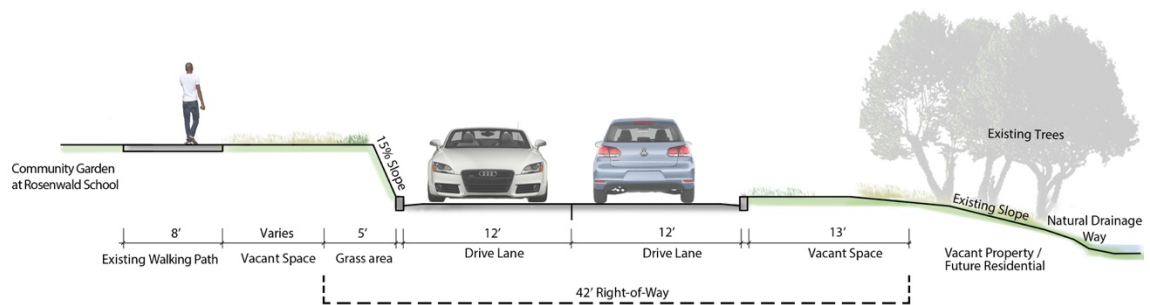 Existing Trees
15% Slope
Community Garden
at Rosenwald School
Existing Slope
Natural Drainage
Way
8’
Varies
5’
12’
12’
13’
Existing Walking Path
Vacant Space
Grass area
Drive Lane
Drive Lane
Vacant Space
Vacant Property /
Future Residential
42’ Right-of-Way